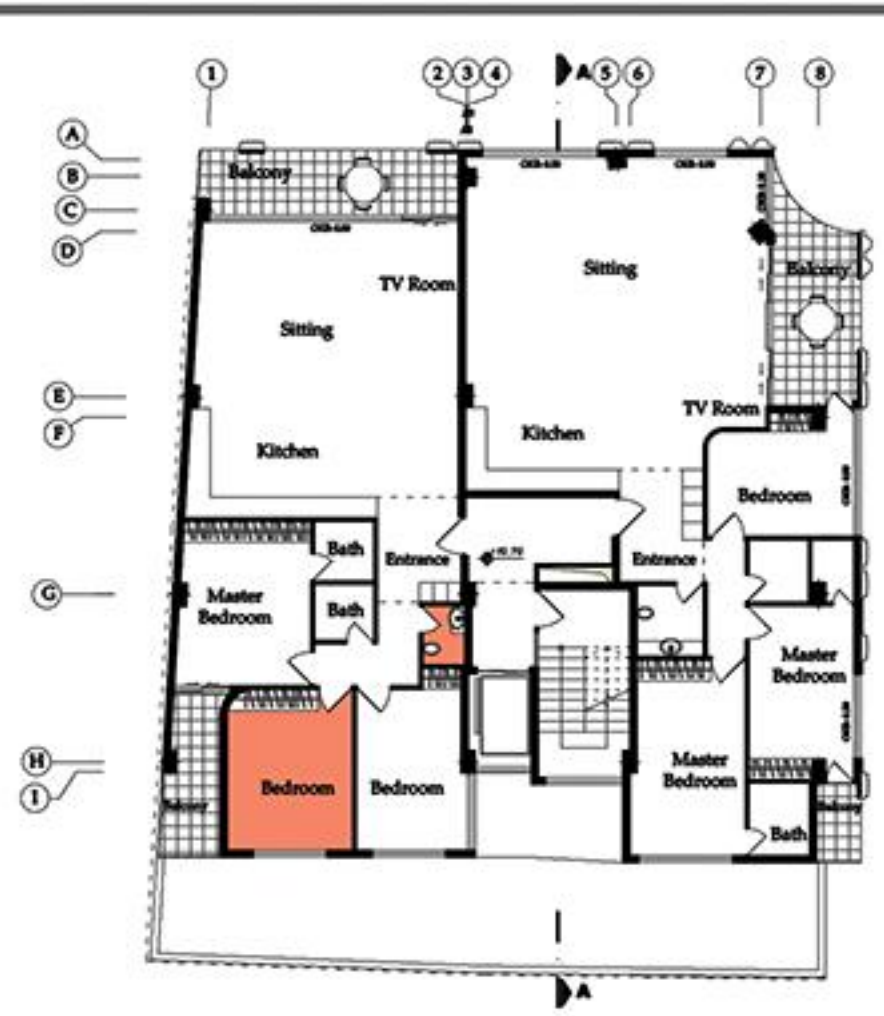 1 2 3 4 A 5 6 7 8
A
B
C
D
E
F
G
H
I
Balcony
TV Room
Sitting
Kitchen
Sitting
Balcony
TV Room
Kitchen
Bedroom
Bath
Entrance
Entrance
Master
Bedroom
Bath
Master
Bedroom
Bedroom
Bedroom
Master
Bedroom
Balcony
Balcony
Bath
A